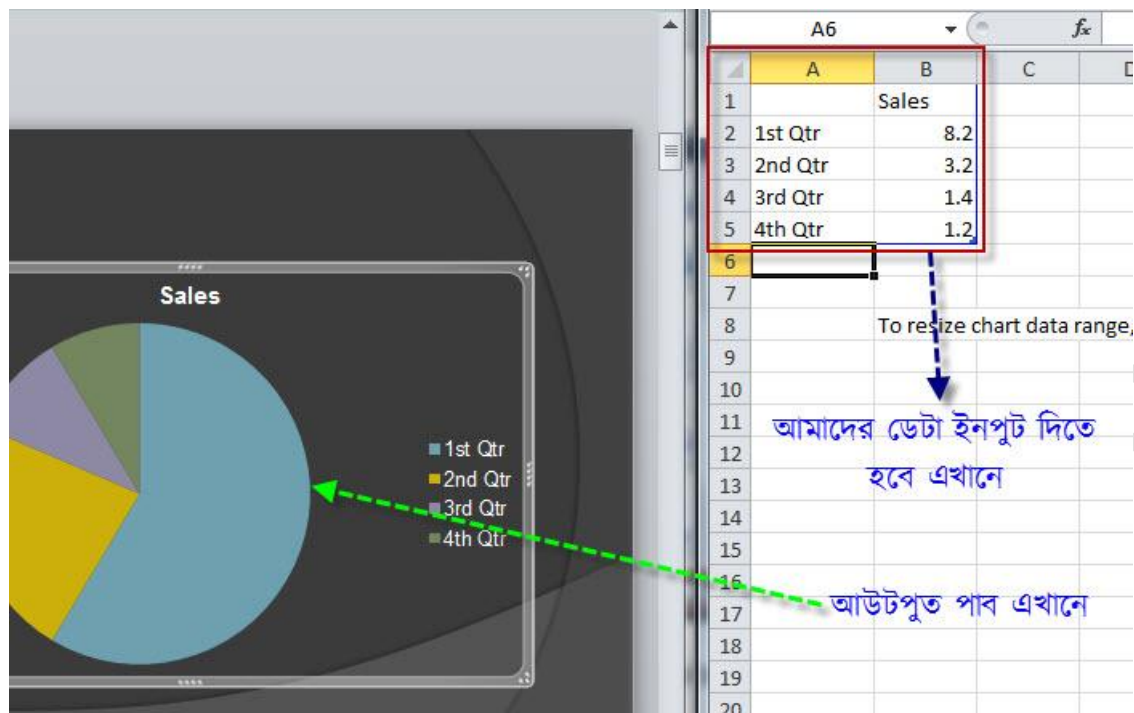 Sales
1st Qtr
2nd Qtr
3rd Qtr
4th Qtr
A6 fx
A B C D
1 Sales
2 1st Qtr 8.2
3 2nd Qtr 3.2
4 3rd Qtr 1.4
5 4th Qtr 1.2
6
7
8 To resize chart data range,
9
10
11
12
13
14
15
16
17
18
19
20
আমাদের ডেটা ইনপুট দিতে
হবে এখানে
আউটপুত পাব এখানে